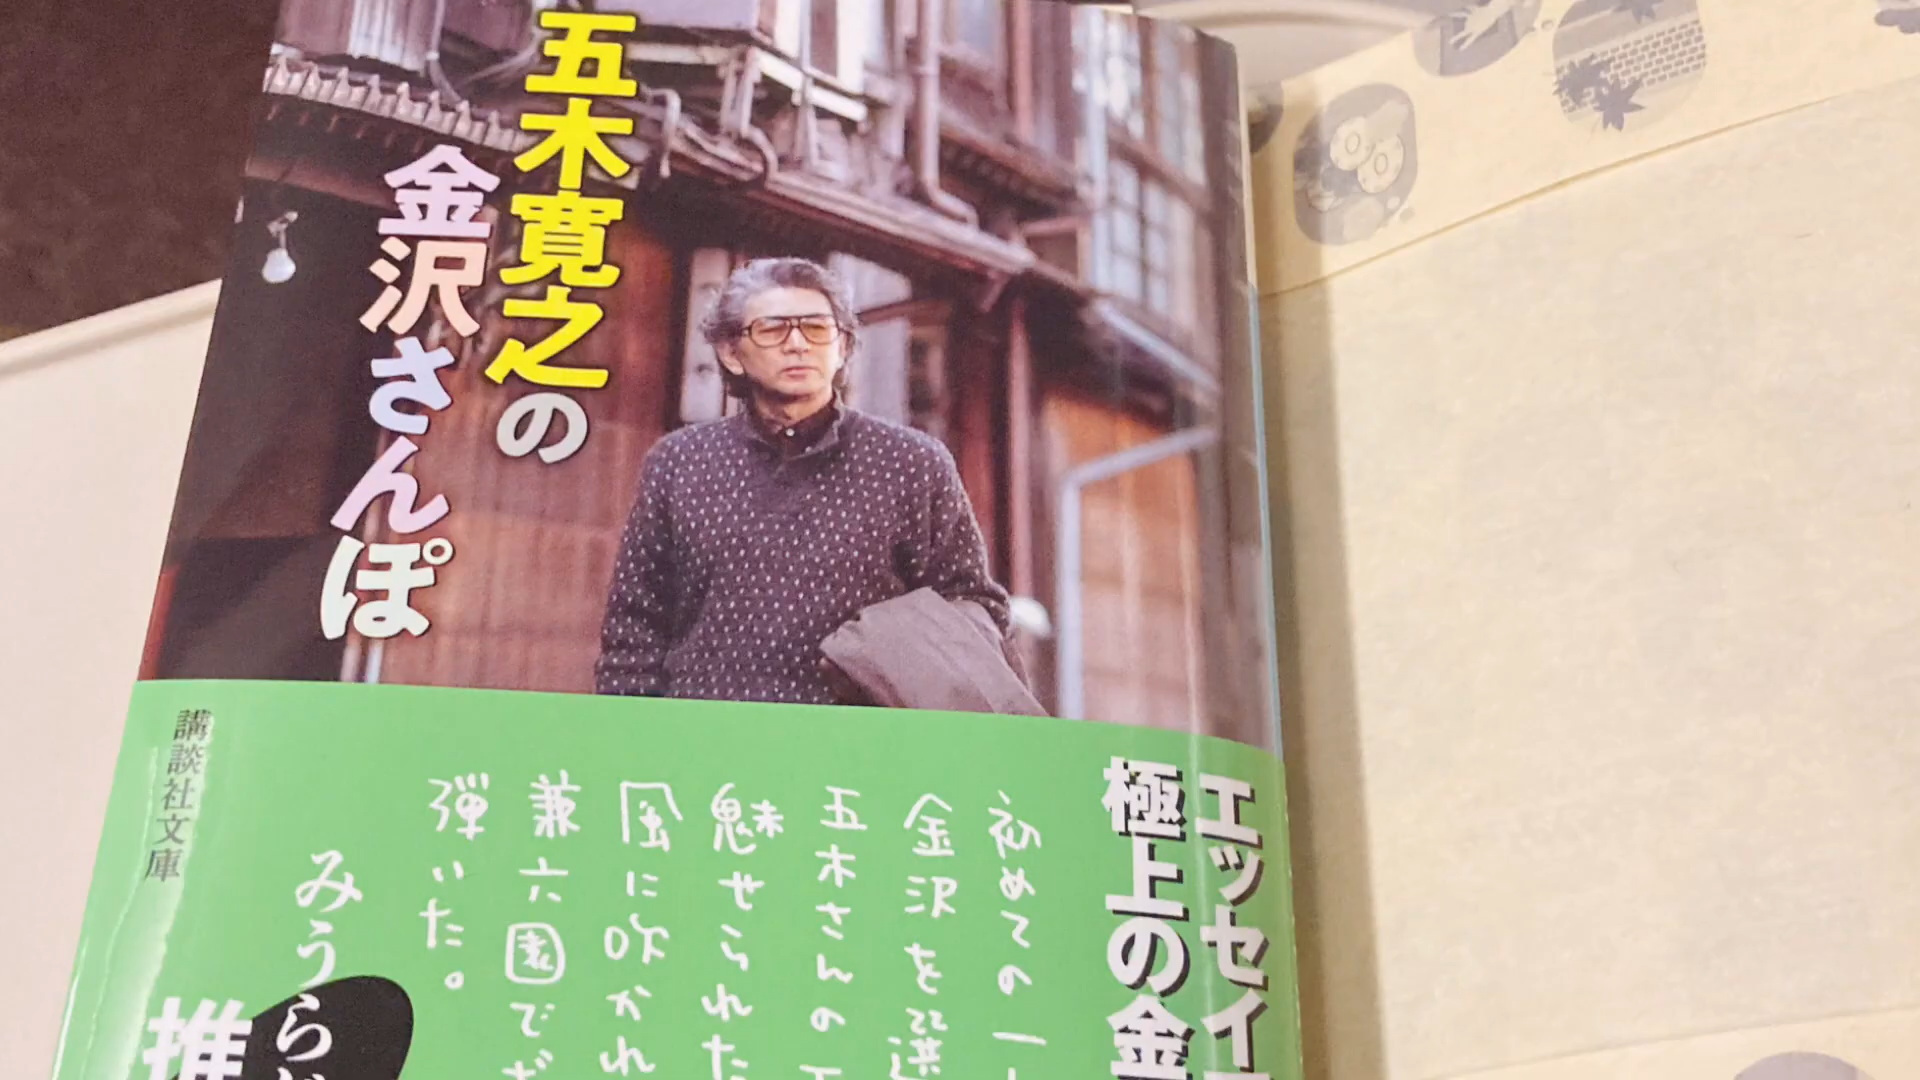 五木寛之の
金沢さんぽ
エッセイ
極上の金
初めての一
金沢を選
五木さんの
魅せられた
風に吹かれ
兼六園でギ
弾いた。
みうら
推
講談社文庫